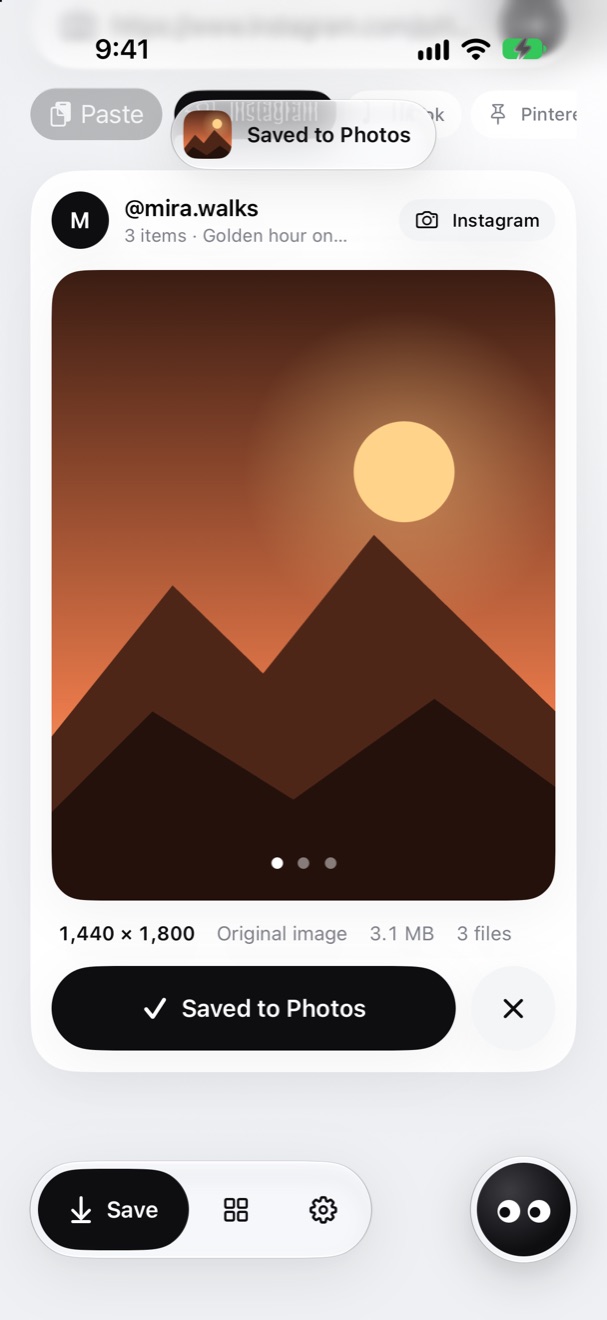 9:41
Paste
Instagram
Pintere
Saved to Photos
M
@mira.walks
3 items · Golden hour on...
Instagram
1,440 × 1,800 Original image 3.1 MB 3 files
Saved to Photos
Save